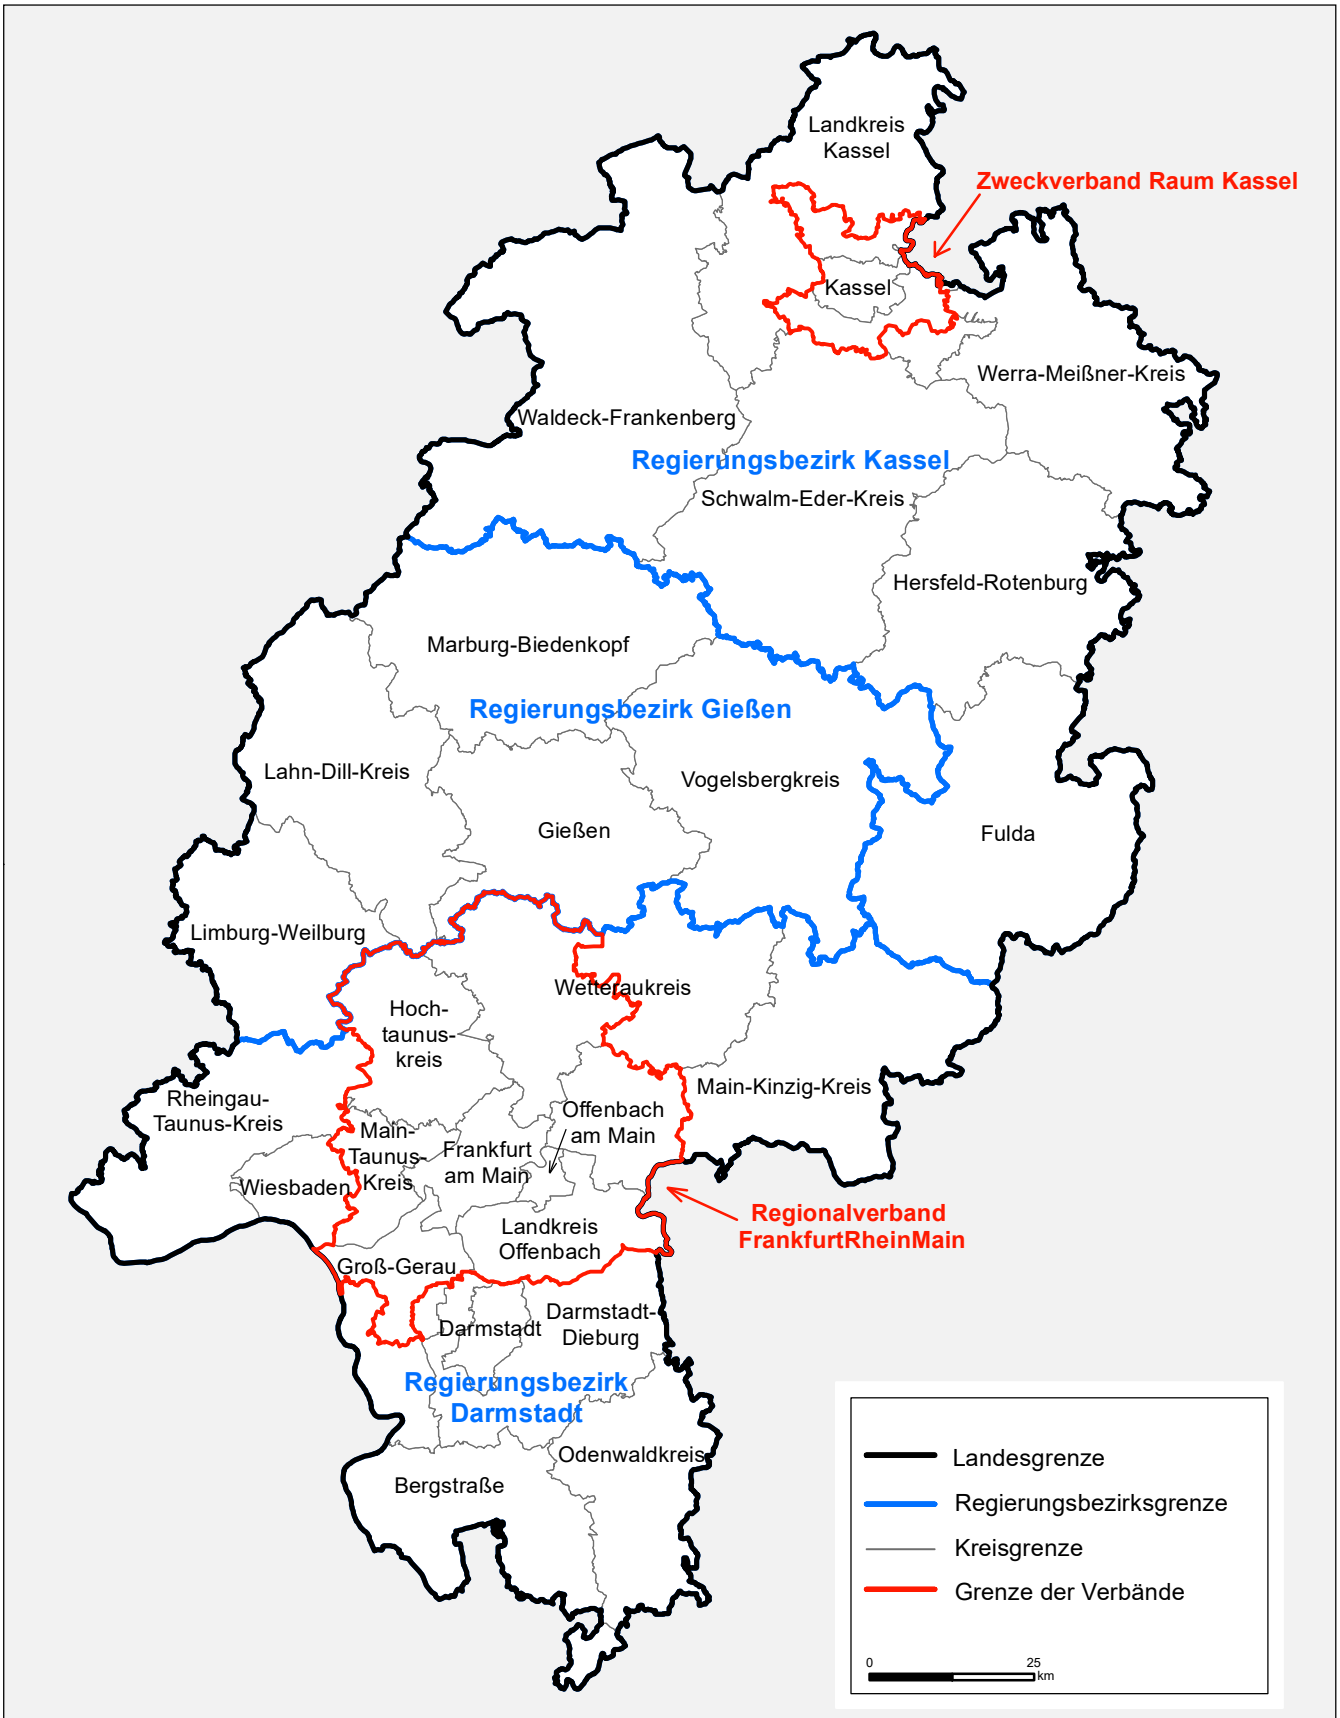 Landkreis
Kassel
Zweckverband Raum Kassel
Kassel
Werra-Meißner-Kreis
Waldeck-Frankenberg
Regierungsbezirk Kassel
Schwalm-Eder-Kreis
Hersfeld-Rotenburg
Marburg-Biedenkopf
Regierungsbezirk Gießen
Lahn-Dill-Kreis
Vogelsbergkreis
Gießen
Fulda
Limburg-Weilburg
Wetteraukreis
Hoch-
taunus-
kreis
Main-Kinzig-Kreis
Rheingau-
Taunus-Kreis
Offenbach
am Main
Main-
Taunus-
Kreis
Frankfurt
am Main
Wiesbaden
Regionalverband
FrankfurtRheinMain
Landkreis
Offenbach
Groß-Gerau
Darmstadt
Darmstadt-
Dieburg
Regierungsbezirk
Darmstadt
Odenwaldkreis
Bergstraße
Landesgrenze
Regierungsbezirksgrenze
Kreisgrenze
Grenze der Verbände
0 25
km